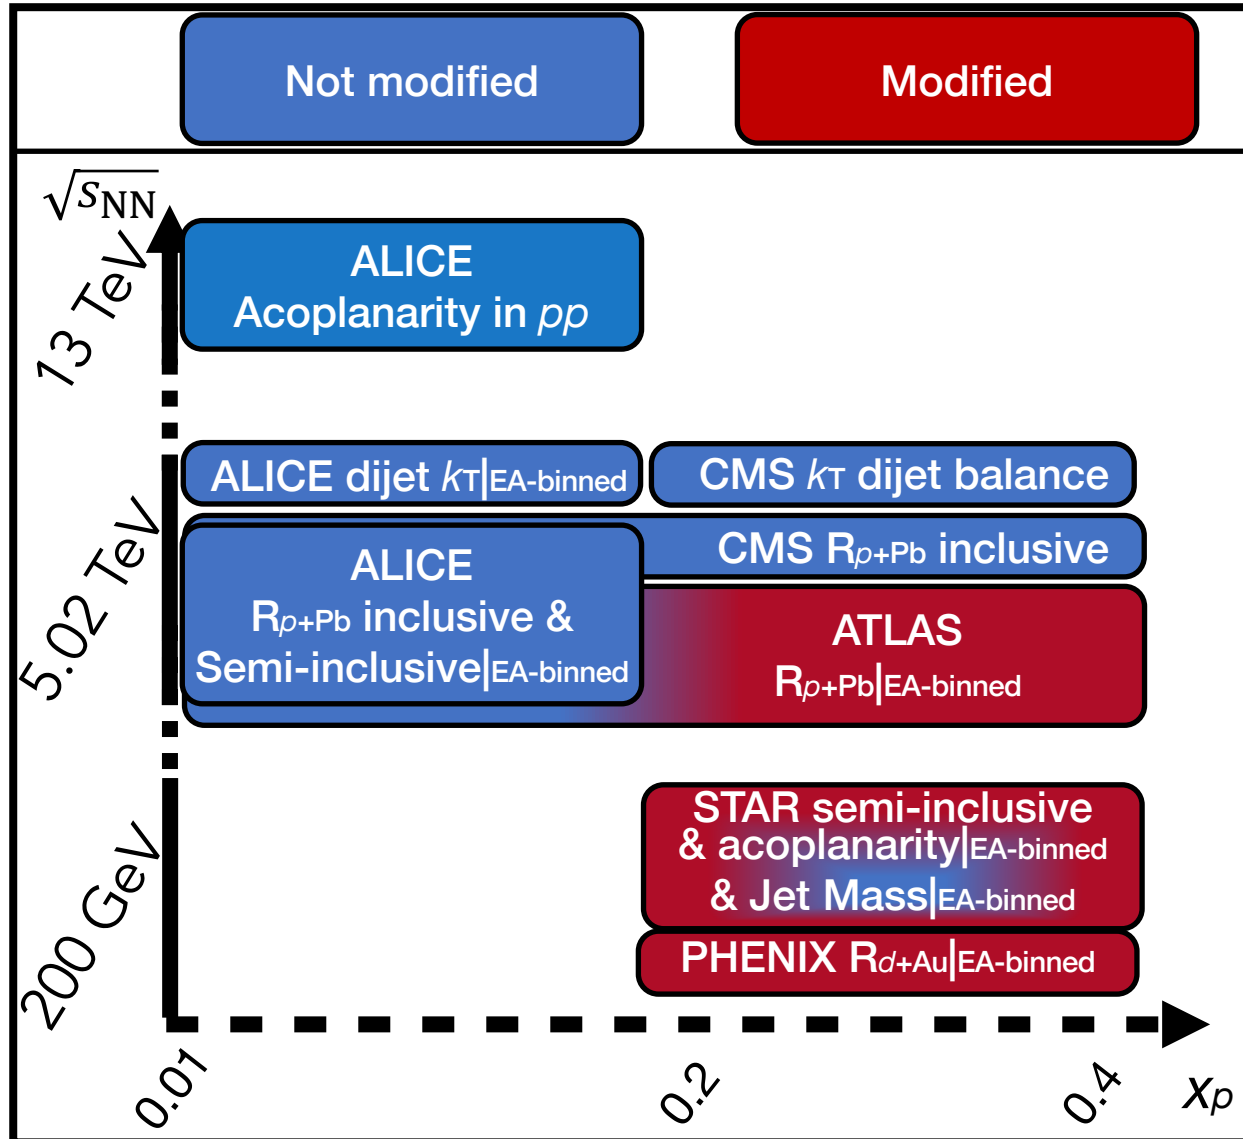 Not modified
Modified
√sNN
13 TeV
ALICE
Acoplanarity in pp
5.02 TeV
ALICE dijet kT|EA-binned
CMS kT dijet balance
CMS Rp+Pb inclusive
ALICE
Rp+Pb inclusive &
Semi-inclusive|EA-binned
ATLAS
Rp+Pb|EA-binned
200 GeV
STAR semi-inclusive
& acoplanarity|EA-binned
& Jet Mass|EA-binned
PHENIX Rd+Au|EA-binned
0.01
0.2
0.4
xp